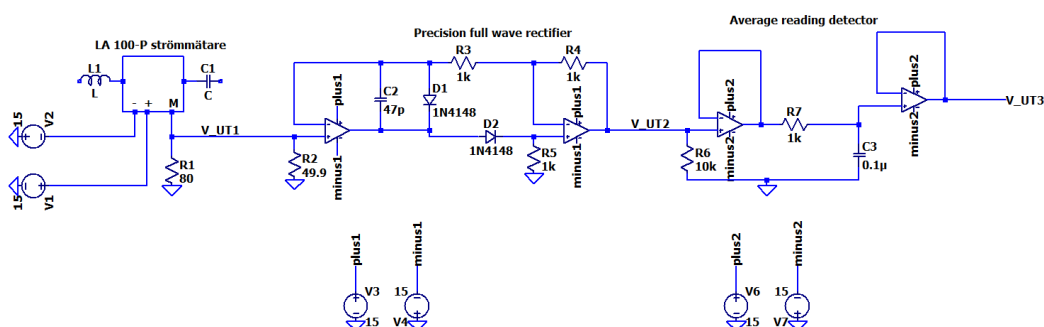 Average reading detector
Precision full wave rectifier
LA 100-P strömmätare
L1
L
C1
C
- + M
15
V2
15
V1
R1
80
V_UT1
R2
49.9
plus1
minus1
C2
47p
D1
1N4148
R3
1k
D2
1N4148
R4
1k
R5
1k
plus1
minus1
V_UT2
R6
10k
plus2
minus2
R7
1k
C3
0.1µ
plus2
minus2
V_UT3
plus1
V3
15
minus1
15
V4
plus2
V6
15
minus2
15
V7